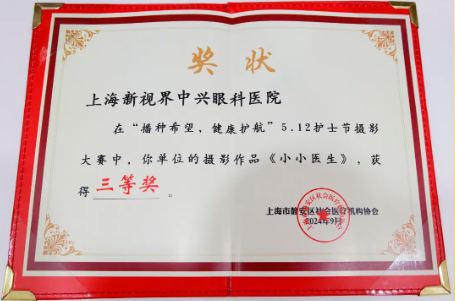 奖状
上海新视界中兴眼科医院
在“播种希望，健康护航”5.12护士节摄影
大赛中，你单位的摄影作品《小小医生》，获
得 三等奖 。
上海市静安区社会医疗机构协会
2024年9月